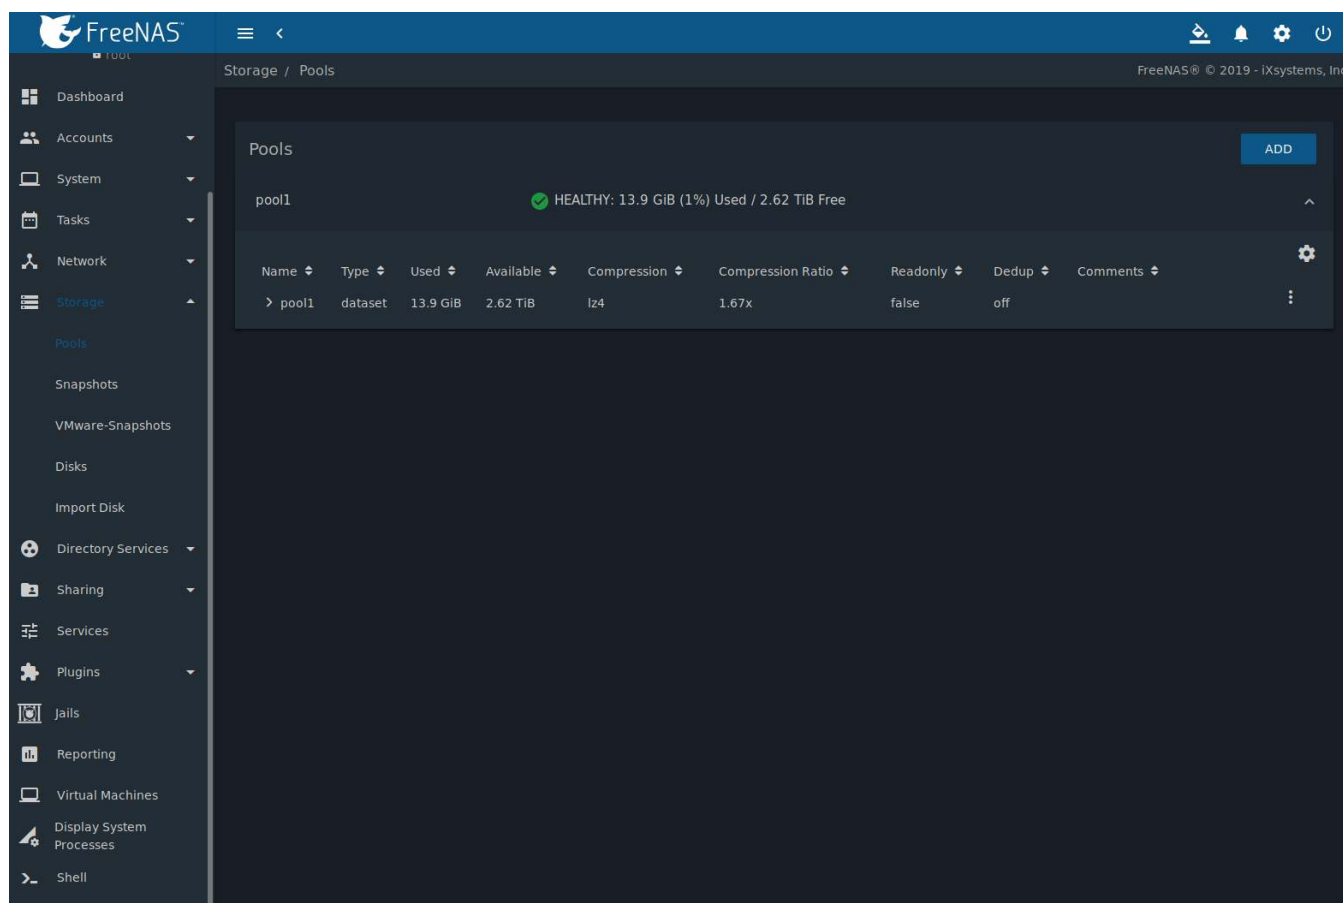 FreeNAS
root
Storage / Pools
FreeNAS® © 2019 - iXsystems, Inc
Dashboard
Accounts
System
Tasks
Network
Storage
Pools
Snapshots
VMware-Snapshots
Disks
Import Disk
Directory Services
Sharing
Services
Plugins
Jails
Reporting
Virtual Machines
Display System
Processes
Shell
Pools
ADD
pool1 HEALTHY: 13.9 GiB (1%) Used / 2.62 TiB Free
Name Type Used Available Compression Compression Ratio Readonly Dedup Comments
pool1 dataset 13.9 GiB 2.62 TiB lz4 1.67x false off